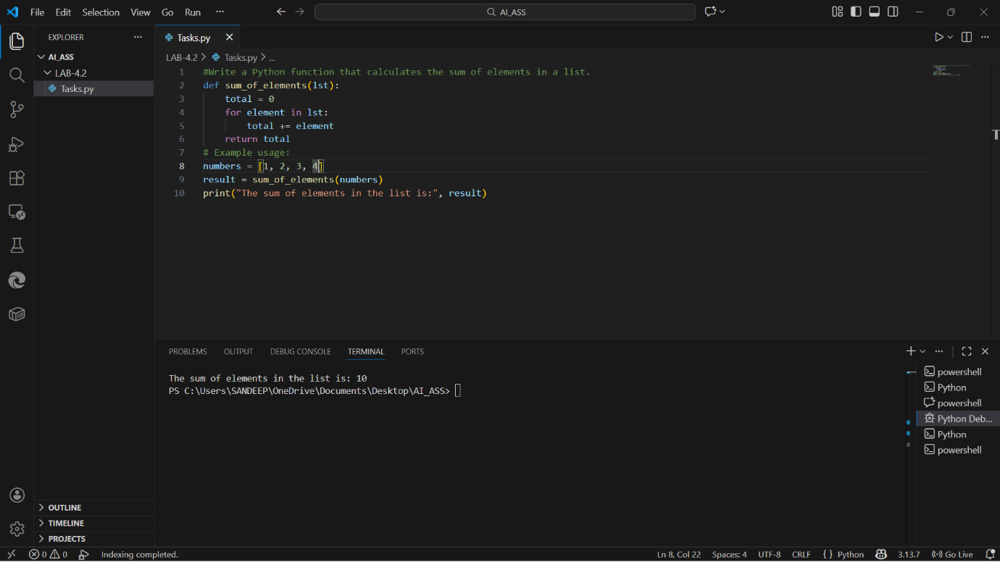 File Edit Selection View Go Run ··· AI_ASS
EXPLORER ···
AI_ASS
LAB-4.2
Tasks.py
OUTLINE
TIMELINE
PROJECTS
Tasks.py
LAB-4.2 > Tasks.py > ...
1 #Write a Python function that calculates the sum of elements in a list.
2 def sum_of_elements(lst):
3 total = 0
4 for element in lst:
5 total += element
6 return total
7 # Example usage:
8 numbers = [1, 2, 3, 4]
9 result = sum_of_elements(numbers)
10 print("The sum of elements in the list is:", result)
PROBLEMS OUTPUT DEBUG CONSOLE TERMINAL PORTS
The sum of elements in the list is: 10
PS C:\Users\SANDEEP\OneDrive\Documents\Desktop\AI_ASS>
powershell
Python
powershell
Python Deb...
Python
powershell
0 0 Indexing completed. Ln 8, Col 22 Spaces: 4 UTF-8 CRLF { } Python 3.13.7 Go Live